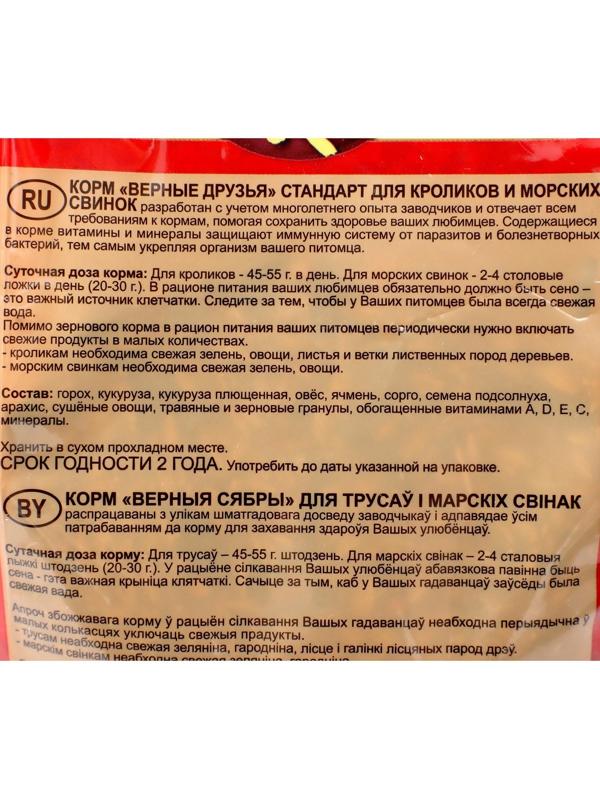 RU КОРМ «ВЕРНЫЕ ДРУЗЬЯ» СТАНДАРТ ДЛЯ КРОЛИКОВ И МОРСКИХ
СВИНОК разработан с учетом многолетнего опыта заводчиков и отвечает всем
требованиям к кормам, помогая сохранить здоровье ваших любимцев. Содержащиеся
в корме витамины и минералы защищают иммунную систему от паразитов и болезнетворных
бактерий, тем самым укрепляя организм вашего питомца.
Суточная доза корма: Для кроликов - 45-55 г. в день. Для морских свинок - 2-4 столовые
ложки в день (20-30 г.). В рационе питания ваших любимцев обязательно должно быть сено –
это важный источник клетчатки. Следите за тем, чтобы у Ваших питомцев была всегда свежая
вода.
Помимо зернового корма в рацион питания ваших питомцев периодически нужно включать
свежие продукты в малых количествах.
- кроликам необходима свежая зелень, овощи, листья и ветки лиственных пород деревьев.
- морским свинкам необходима свежая зелень, овощи.
Состав: горох, кукуруза, кукуруза плющенная, овёс, ячмень, сорго, семена подсолнуха,
арахис, сушёные овощи, травяные и зерновые гранулы, обогащенные витаминами A, D, E, C,
минералы.
Хранить в сухом прохладном месте.
СРОК ГОДНОСТИ 2 ГОДА. Употребить до даты указанной на упаковке.
BY КОРМ «ВЕРНЫЯ СЯБРЫ» ДЛЯ ТРУСАЎ І МАРСКІХ СВІНАК
распрацаваны з улікам шматгадовага досведу заводчыкаў і адпавядае ўсім
патрабаванням да корму для захавання здароўя Вашых улюбёнцаў.
Сутачная доза корму: Для трусаў – 45-55 г. штодзень. Для марскіх свінак – 2-4 сталовыя
лыжкі штодзень (20-30 г.). У рацыёне сілкавання Вашых улюбёнцаў абавязкова павінна быць
сена - гэта важная крыніца клятчаткі. Сачыце за тым, каб у Вашых гадаванцаў заўсёды была
свежая вада.
Апроч збожжавага корму ў рацыён сілкавання Вашых гадаванцаў неабходна перыядычна ў
малых колькасцях уключаць свежыя прадукты.
- трусам неабходна свежая зеляніна, гародніна, лісце і галінкі лісцяных парод дрэў.
- марскім свінкам неабходна свежая зеляніна, гародніна.